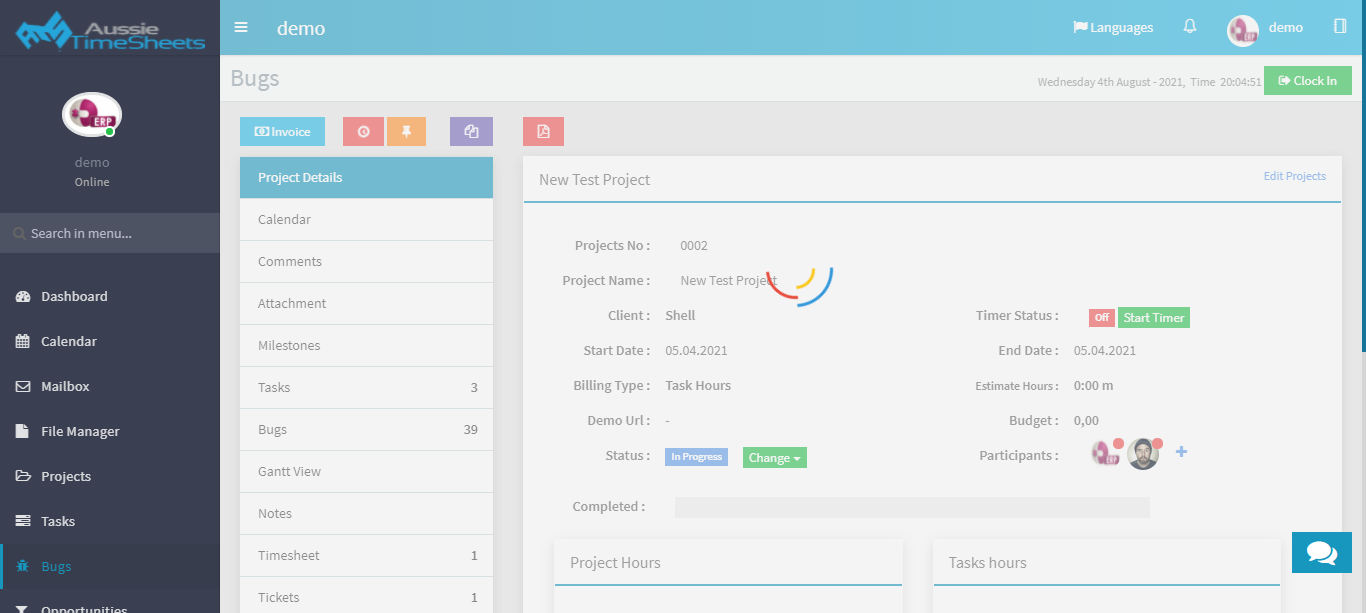 Aussie
TimeSheets
demo
Languages
demo
ERP
ERP
demo
Online
Search in menu...
Dashboard
Calendar
Mailbox
File Manager
Projects
Tasks
Bugs
Opportunities
Bugs
Wednesday 4th August - 2021, Time 20:04:51
Clock In
Invoice
Project Details
Calendar
Comments
Attachment
Milestones
Tasks 3
Bugs 39
Gantt View
Notes
Timesheet 1
Tickets 1
New Test Project
Edit Projects
Projects No : 0002
Project Name : New Test Project
Client : Shell
Timer Status : Off Start Timer
Start Date : 05.04.2021
End Date : 05.04.2021
Billing Type : Task Hours
Estimate Hours : 0:00 m
Demo Url : -
Budget : 0,00
Status : In Progress Change
Participants : ERP
Completed :
Project Hours
Tasks hours